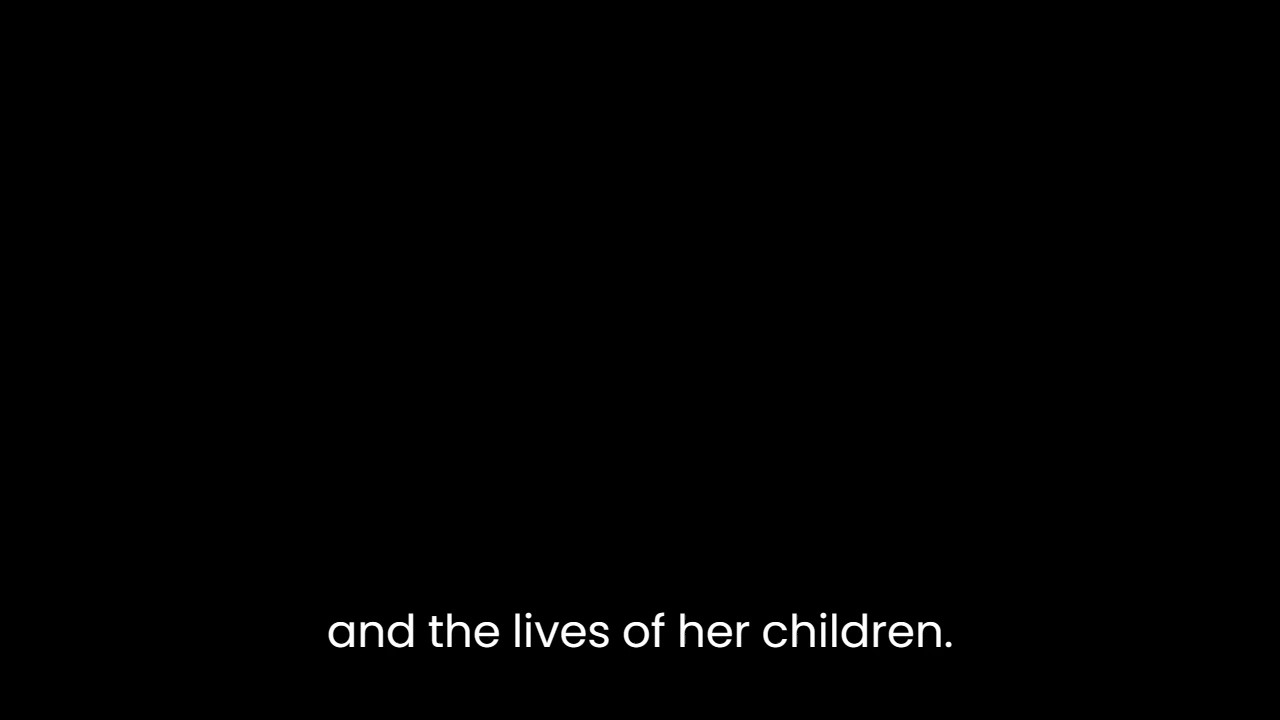 and the lives of her children.